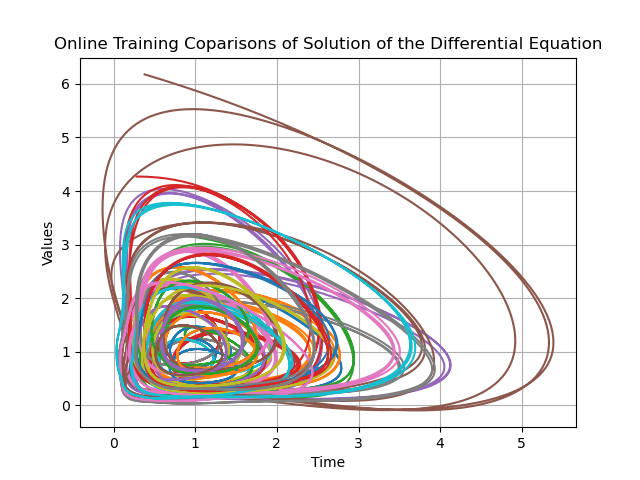 Online Training Coparisons of Solution of the Differential Equation
6
5
4
3
2
1
0
Values
0 1 2 3 4 5
Time